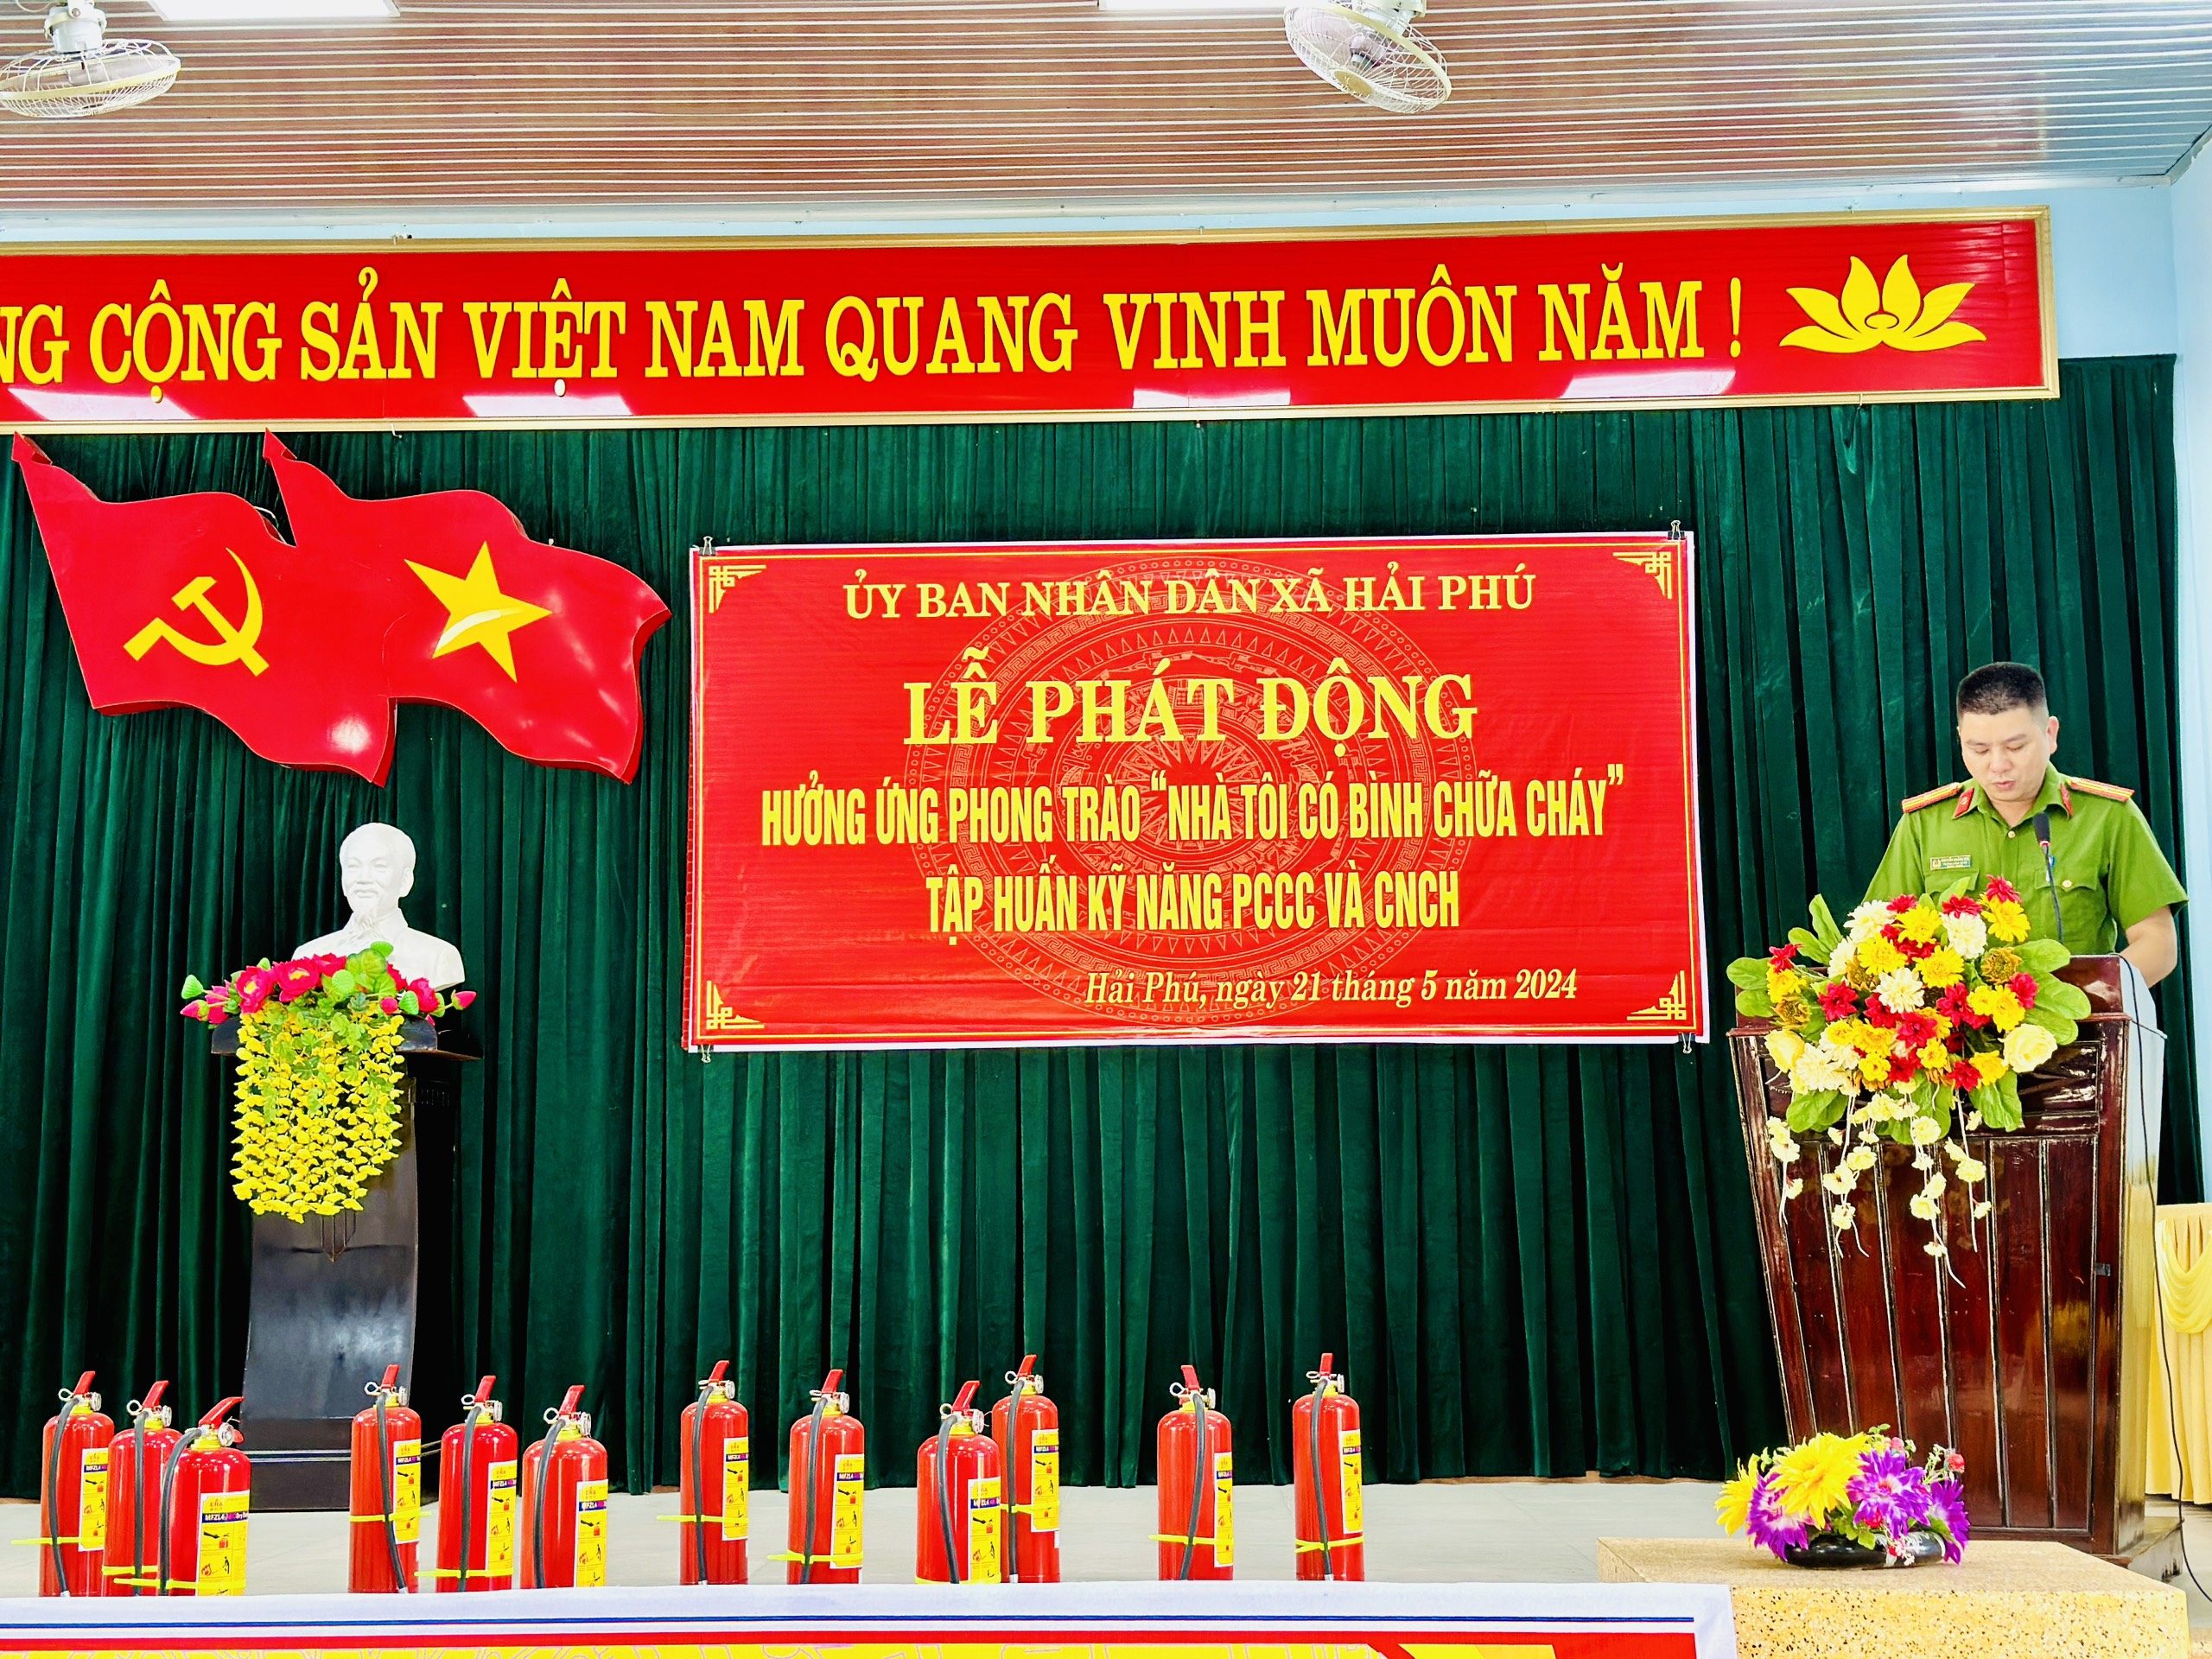 NG CỘNG SẢN VIỆT NAM QUANG VINH MUÔN NĂM !
ỦY BAN NHÂN DÂN XÃ HẢI PHÚ
LỄ PHÁT ĐỘNG
HƯỞNG ỨNG PHONG TRÀO “NHÀ TÔI CÓ BÌNH CHỮA CHÁY”
TẬP HUẤN KỸ NĂNG PCCC VÀ CNCH
Hải Phú, ngày 21 tháng 5 năm 2024
MFZL4